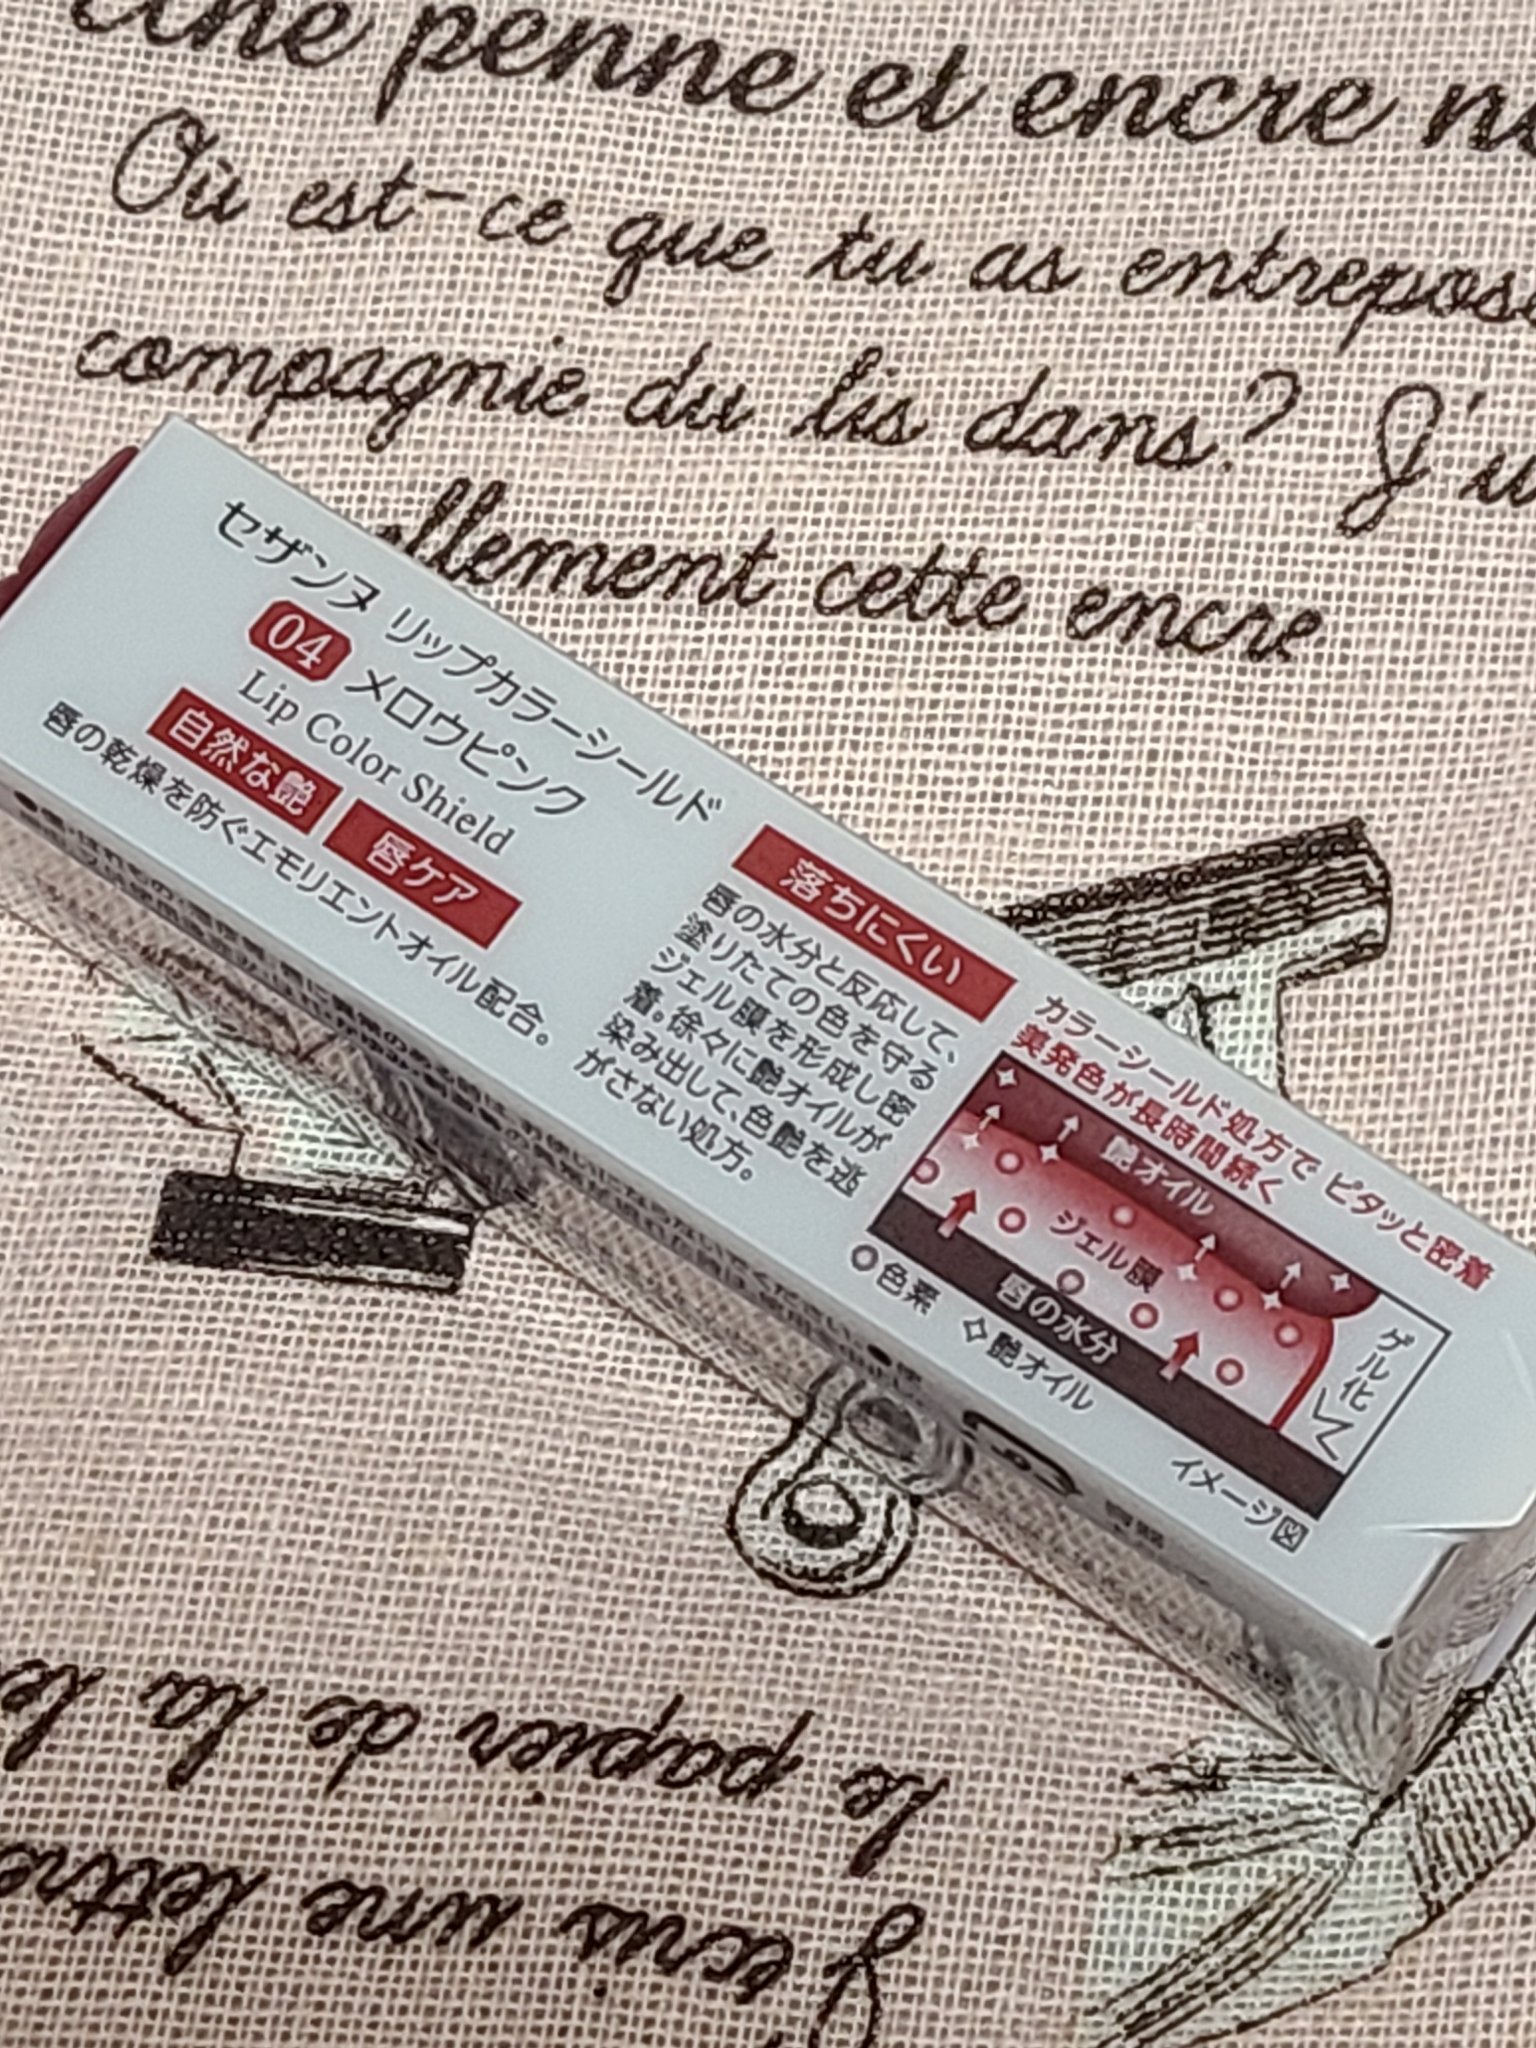 une penne et encre
Où est-ce que tu as
compagnie du lis dans? J'u
ellement cette encre
セザンヌ リップカラーシールド
04 メロウピンク
Lip Color Shield
自然な艶 唇ケア
唇の乾燥を防ぐエモリエントオイル配合。
落ちにくい
唇の水分と反応して、
塗りたての色を守る
ジェル膜を形成し密
着。徐々に艶オイルが
染み出して、色艶を逃
がさない処方。
カラーシールド処方で ピタッと密着
美発色が長時間続く
艶オイル
ジェル膜
唇の水分
ゲル化
○色素 ◇艶オイル
イメージ図
le papier de la
J'écris une lettre